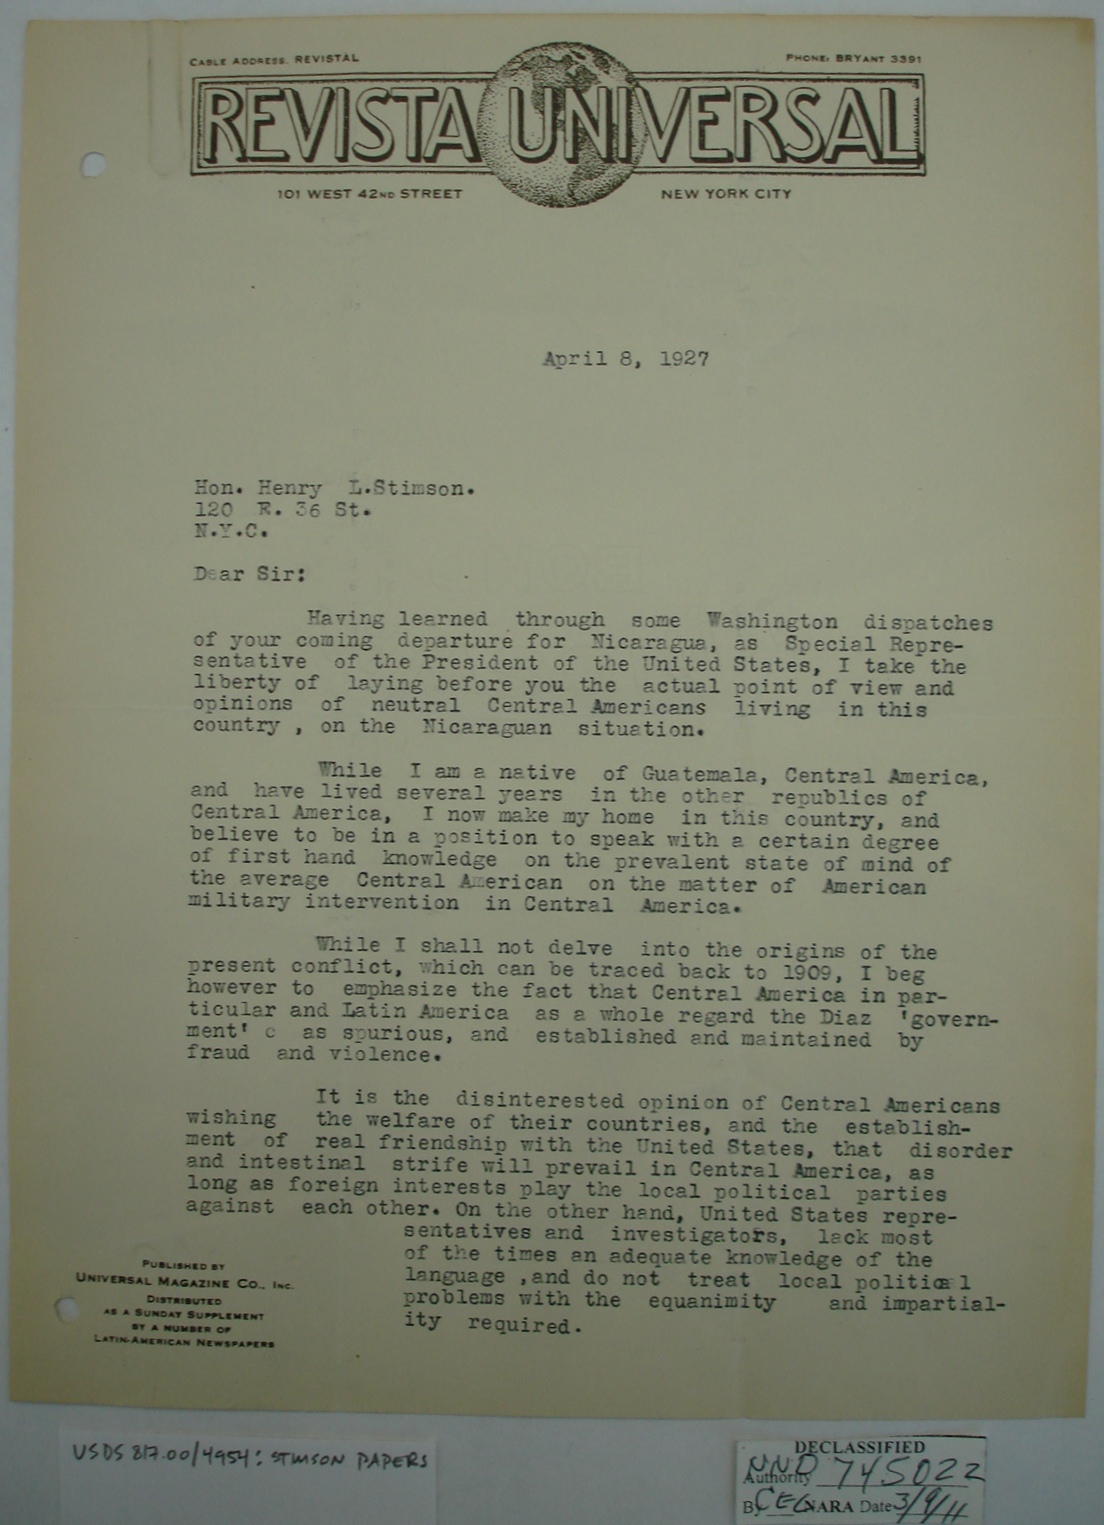 CABLE ADDRESS. REVISTAL
PHONE: BRYANT 3391
REVISTA UNIVERSAL
101 WEST 42ND STREET
NEW YORK CITY
April 8, 1927
Hon. Henry L.Stimson.
120 E. 36 St.
N.Y.C.
Dear Sir:
Having learned through some Washington dispatches
of your coming departure for Nicaragua, as Special Repre-
sentative of the President of the United States, I take the
liberty of laying before you the actual point of view and
opinions of neutral Central Americans living in this
country , on the Nicaraguan situation.
While I am a native of Guatemala, Central America,
and have lived several years in the other republics of
Central America, I now make my home in this country, and
believe to be in a position to speak with a certain degree
of first hand knowledge on the prevalent state of mind of
the average Central American on the matter of American
military intervention in Central America.
While I shall not delve into the origins of the
present conflict, which can be traced back to 1909, I beg
however to emphasize the fact that Central America in par-
ticular and Latin America as a whole regard the Diaz 'govern-
ment' c as spurious, and established and maintained by
fraud and violence.
It is the disinterested opinion of Central Americans
wishing the welfare of their countries, and the establish-
ment of real friendship with the United States, that disorder
and intestinal strife will prevail in Central America, as
long as foreign interests play the local political parties
against each other. On the other hand, United States repre-
sentatives and investigators, lack most
of the times an adequate knowledge of the
language ,and do not treat local political
problems with the equanimity and impartial-
ity required.
PUBLISHED BY
UNIVERSAL MAGAZINE CO., INC.
DISTRIBUTED
AS A SUNDAY SUPPLEMENT
BY A NUMBER OF
LATIN-AMERICAN NEWSPAPERS
USDS 817.00/4954: STIMSON PAPERS
DECLASSIFIED
Authority NND 745022
By CEG NARA Date 3/9/11